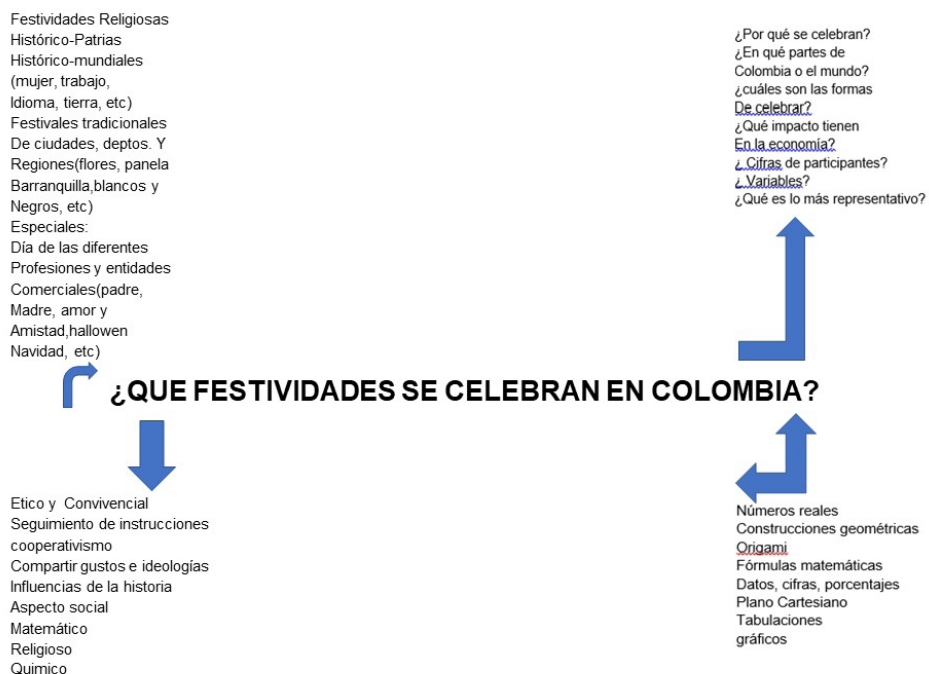 Festividades Religiosas
Histórico-Patrias
Histórico-mundiales
(mujer, trabajo,
Idioma, tierra, etc)
Festivales tradicionales
De ciudades, deptos. Y
Regiones(flores, panela
Barranquilla,blancos y
Negros, etc)
Especiales:
Día de las diferentes
Profesiones y entidades
Comerciales(padre,
Madre, amor y
Amistad,hallowen
Navidad, etc)
¿Por qué se celebran?
¿En qué partes de
Colombia o el mundo?
¿cuáles son las formas
De celebrar?
¿Qué impacto tienen
En la economía?
¿ Cifras de participantes?
¿ Variables?
¿Qué es lo más representativo?
¿QUE FESTIVIDADES SE CELEBRAN EN COLOMBIA?
Etico y Convivencial
Seguimiento de instrucciones
cooperativismo
Compartir gustos e ideologías
Influencias de la historia
Aspecto social
Matemático
Religioso
Quimico
Números reales
Construcciones geométricas
Origami
Fórmulas matemáticas
Datos, cifras, porcentajes
Plano Cartesiano
Tabulaciones
gráficos